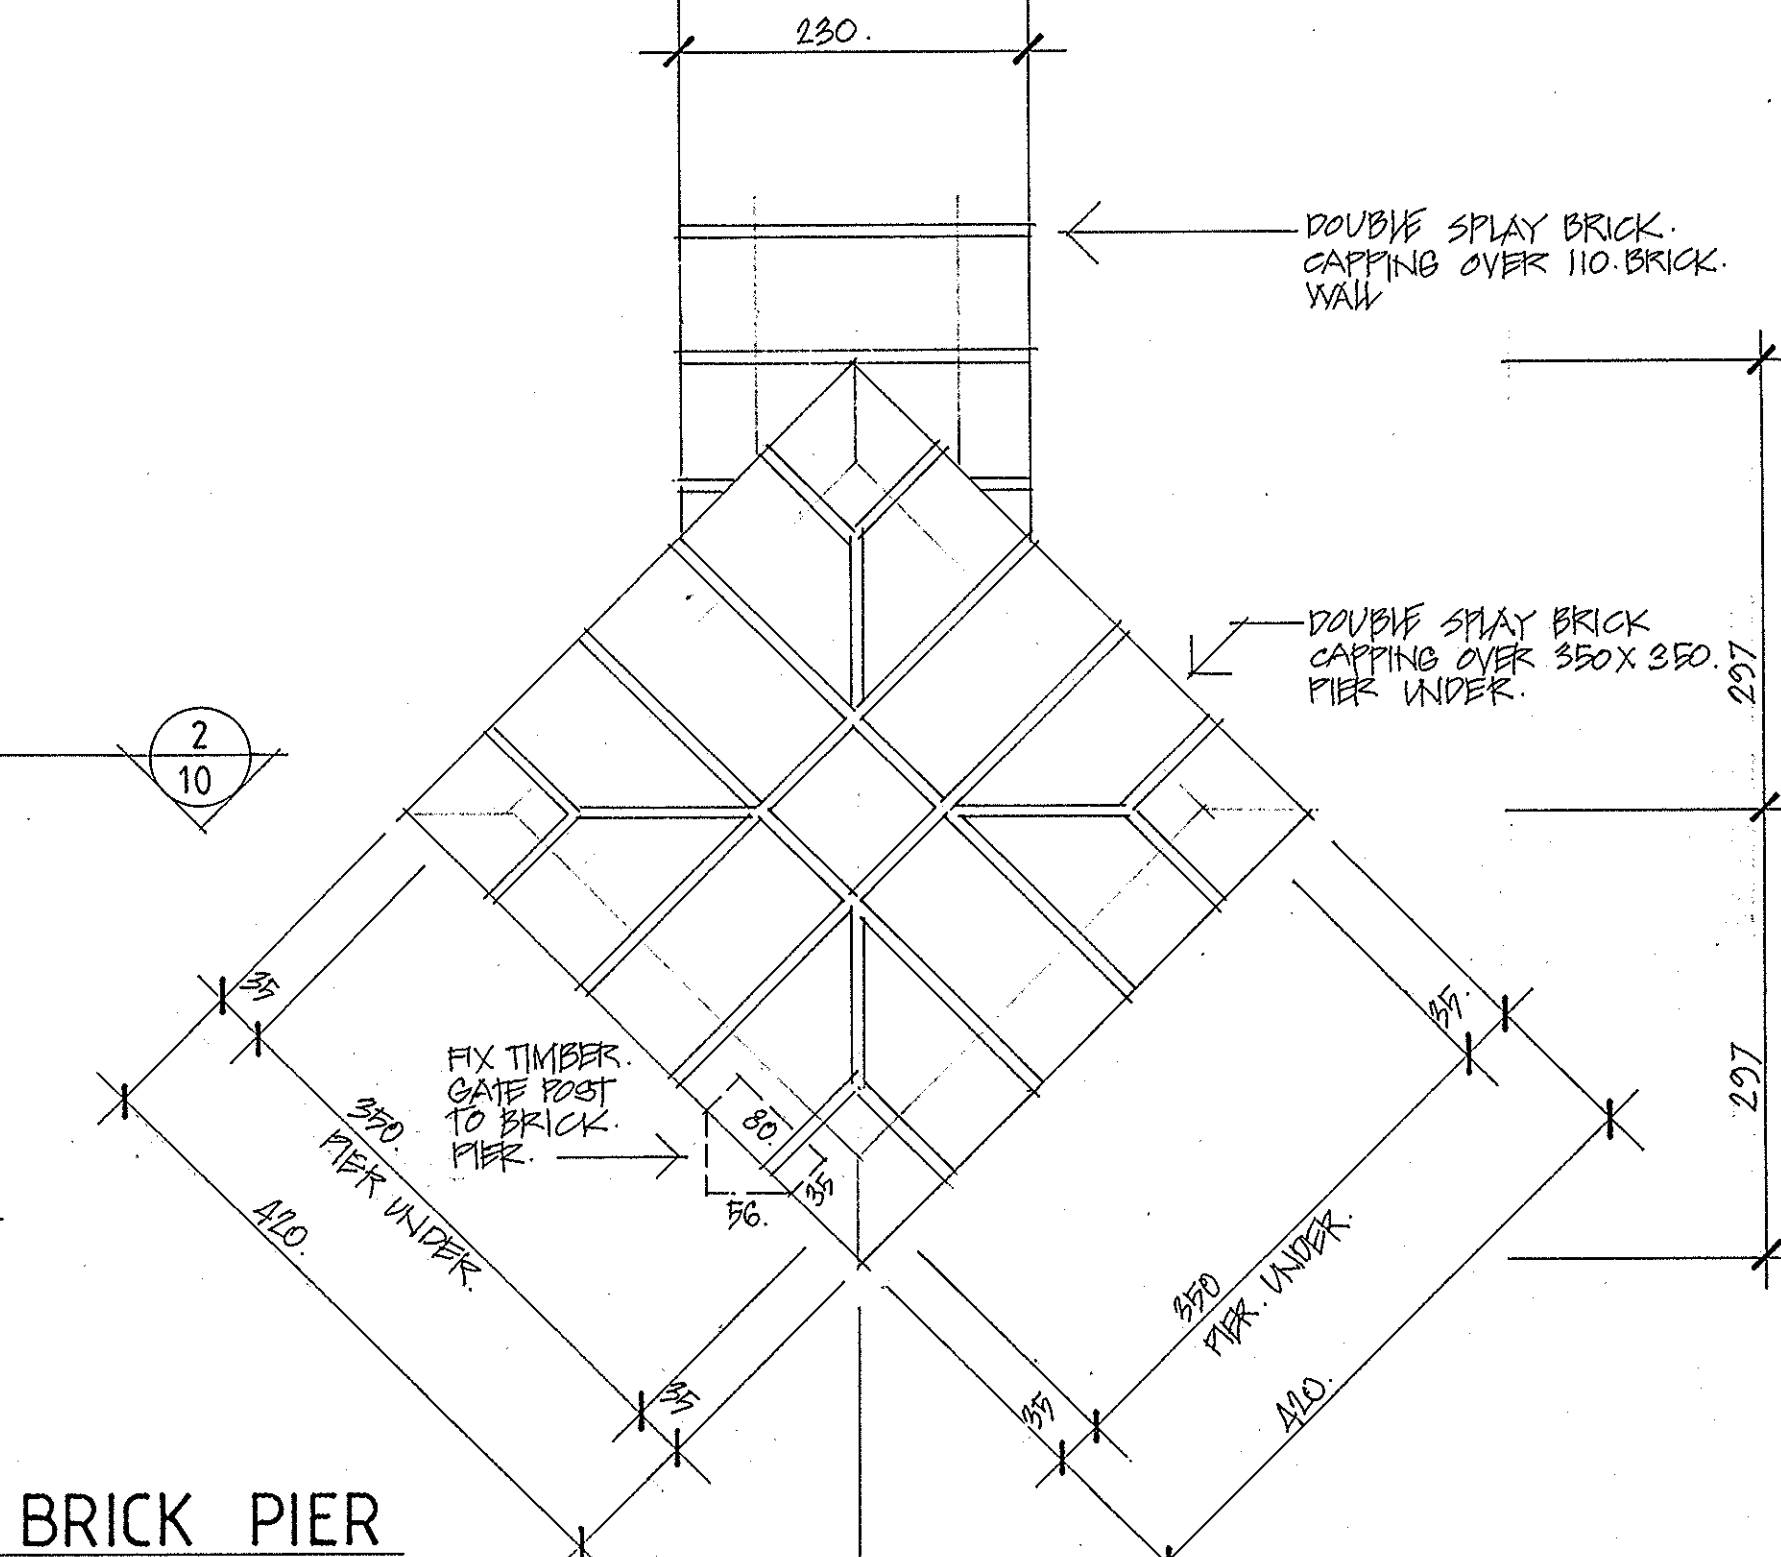 230.
DOUBLE SPLAY BRICK.
CAPPING OVER 110. BRICK.
WALL
DOUBLE SPLAY BRICK
CAPPING OVER 350 X 350.
PIER UNDER.
297
2
10
35
35.
297
FIX TIMBER.
GATE POST
TO BRICK.
PIER.
80.
35
56.
350.
PIER UNDER.
420.
350
PIER. UNDER.
420.
35
35
BRICK PIER